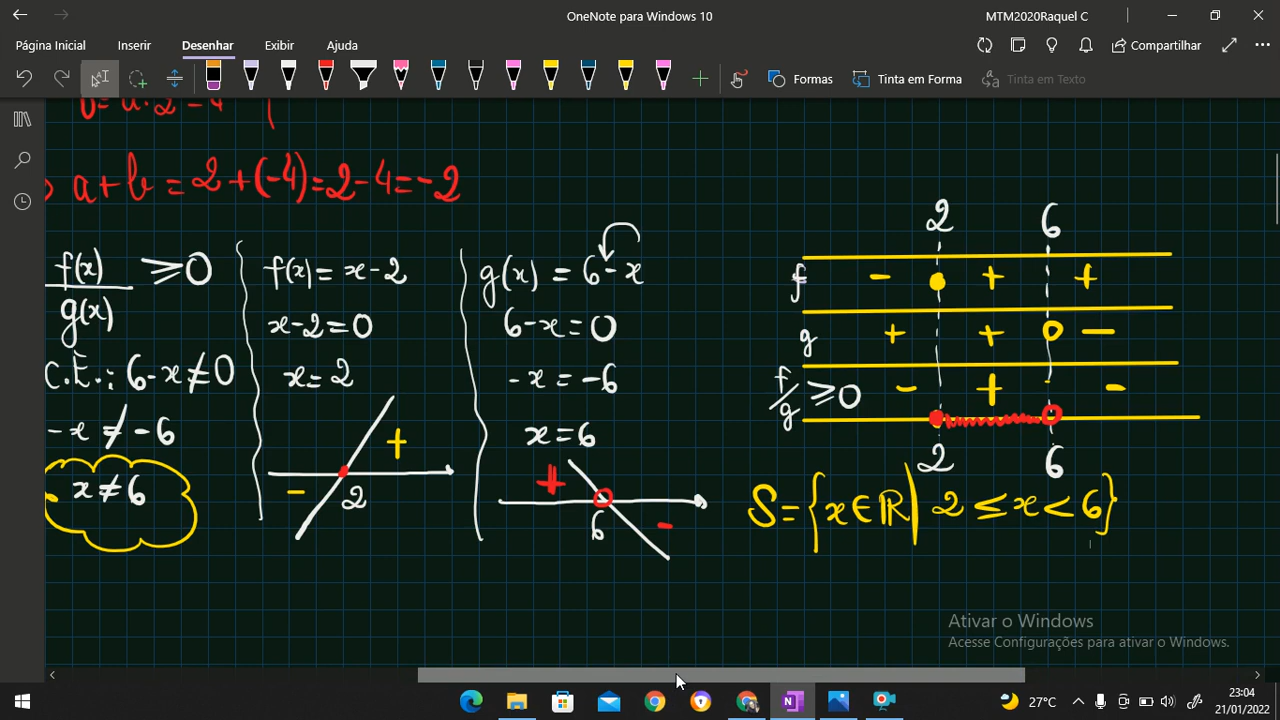 OneNote para Windows 10
MTM2020Raquel C
Página Inicial Inserir Desenhar Exibir Ajuda
Compartilhar
Formas Tinta em Forma Tinta em Texto
a+b = 2+(-4)=2-4=-2
f(x)/g(x) ≥0
C.E.: 6-x≠0
-x ≠ -6
x≠6
f(x)= x-2
x-2=0
x=2
+
- 2
g(x) = 6-x
6-x=0
-x = -6
x=6
+
6 -
2 6
f - + +
g + + -
f/g ≥0 - + -
2 6
S={x∈ℝ| 2 ≤ x < 6}
Ativar o Windows
Acesse Configurações para ativar o Windows.
27°C
23:04
21/01/2022